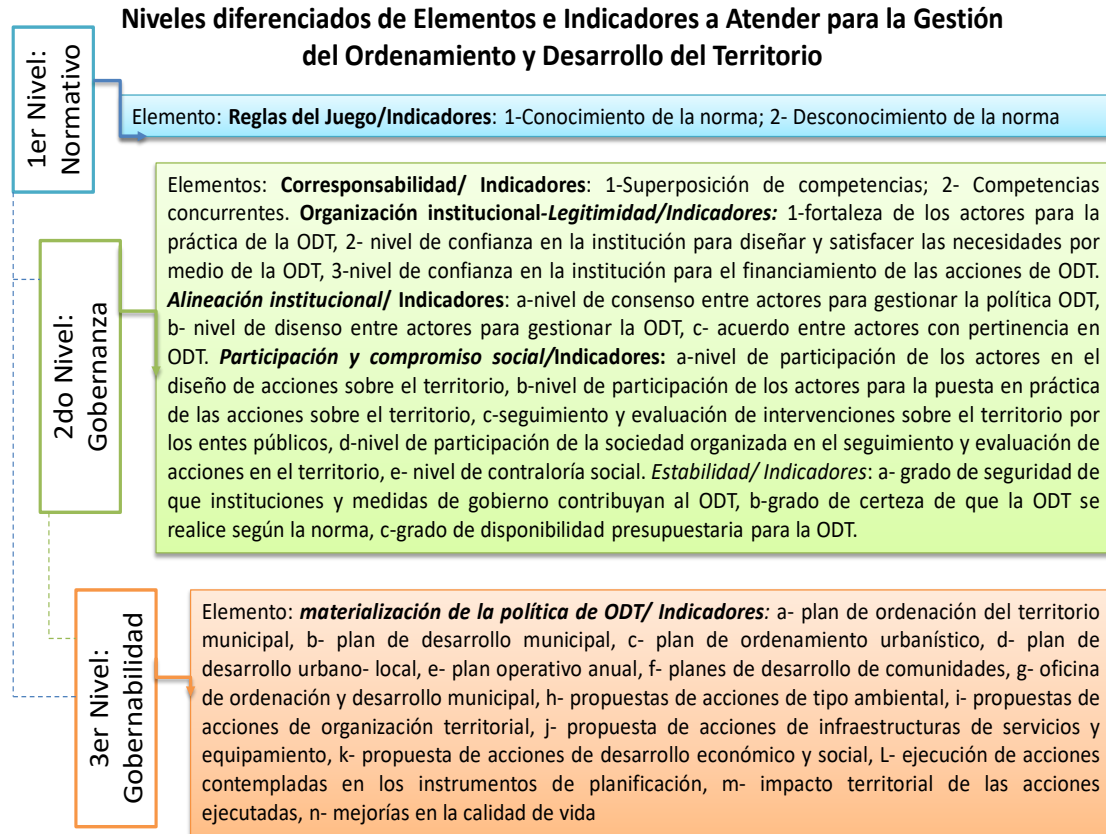 Niveles diferenciados de Elementos e Indicadores a Atender para la Gestión
del Ordenamiento y Desarrollo del Territorio
1er Nivel:
Normativo
Elemento: Reglas del Juego/Indicadores: 1-Conocimiento de la norma; 2- Desconocimiento de la norma
2do Nivel:
Gobernanza
Elementos: Corresponsabilidad/ Indicadores: 1-Superposición de competencias; 2- Competencias
concurrentes. Organización institucional-Legitimidad/Indicadores: 1-fortaleza de los actores para la
práctica de la ODT, 2- nivel de confianza en la institución para diseñar y satisfacer las necesidades por
medio de la ODT, 3-nivel de confianza en la institución para el financiamiento de las acciones de ODT.
Alineación institucional/ Indicadores: a-nivel de consenso entre actores para gestionar la política ODT,
b- nivel de disenso entre actores para gestionar la ODT, c- acuerdo entre actores con pertinencia en
ODT. Participación y compromiso social/Indicadores: a-nivel de participación de los actores en el
diseño de acciones sobre el territorio, b-nivel de participación de los actores para la puesta en práctica
de las acciones sobre el territorio, c-seguimiento y evaluación de intervenciones sobre el territorio por
los entes públicos, d-nivel de participación de la sociedad organizada en el seguimiento y evaluación de
acciones en el territorio, e- nivel de contraloría social. Estabilidad/ Indicadores: a- grado de seguridad de
que instituciones y medidas de gobierno contribuyan al ODT, b-grado de certeza de que la ODT se
realice según la norma, c-grado de disponibilidad presupuestaria para la ODT.
3er Nivel:
Gobernabilidad
Elemento: materialización de la política de ODT/ Indicadores: a- plan de ordenación del territorio
municipal, b- plan de desarrollo municipal, c- plan de ordenamiento urbanístico, d- plan de
desarrollo urbano- local, e- plan operativo anual, f- planes de desarrollo de comunidades, g- oficina
de ordenación y desarrollo municipal, h- propuestas de acciones de tipo ambiental, i- propuestas de
acciones de organización territorial, j- propuesta de acciones de infraestructuras de servicios y
equipamiento, k- propuesta de acciones de desarrollo económico y social, L- ejecución de acciones
contempladas en los instrumentos de planificación, m- impacto territorial de las acciones
ejecutadas, n- mejorías en la calidad de vida